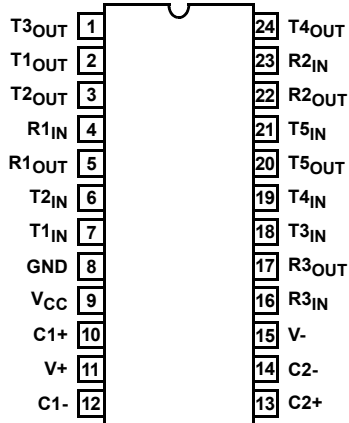 T3OUT 1 24 T4OUT
T1OUT 2 23 R2IN
T2OUT 3 22 R2OUT
R1IN 4 21 T5IN
R1OUT 5 20 T5OUT
T2IN 6 19 T4IN
T1IN 7 18 T3IN
GND 8 17 R3OUT
VCC 9 16 R3IN
C1+ 10 15 V-
V+ 11 14 C2-
C1- 12 13 C2+